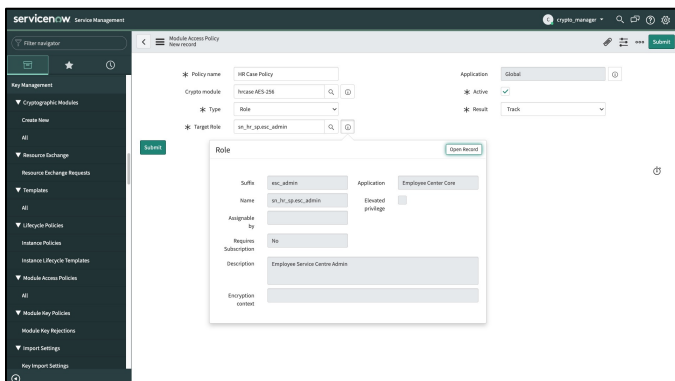 servicenow. Service Management
c crypto_manager
Filter navigator
Module Access Policy
New record
Submit
Key Management
Cryptographic Modules
Create New
All
Resource Exchange
Resource Exchange Requests
Templates
All
Lifecycle Policies
Instance Policies
Instance Lifecycle Templates
Module Access Policies
All
Module Key Policies
Module Key Rejections
Import Settings
Key Import Settings
* Policy name HR Case Policy
Application Global
Crypto module hrcase AES-256
* Active
* Type Role
* Result Track
* Target Role sn_hr_sp.esc_admin
Submit
Role
Open Record
Suffix esc_admin
Application Employee Center Core
Name sn_hr_sp.esc_admin
Elevated
privilege
Assignable
by
Requires No
Subscription
Description Employee Service Centre Admin
Encryption
context